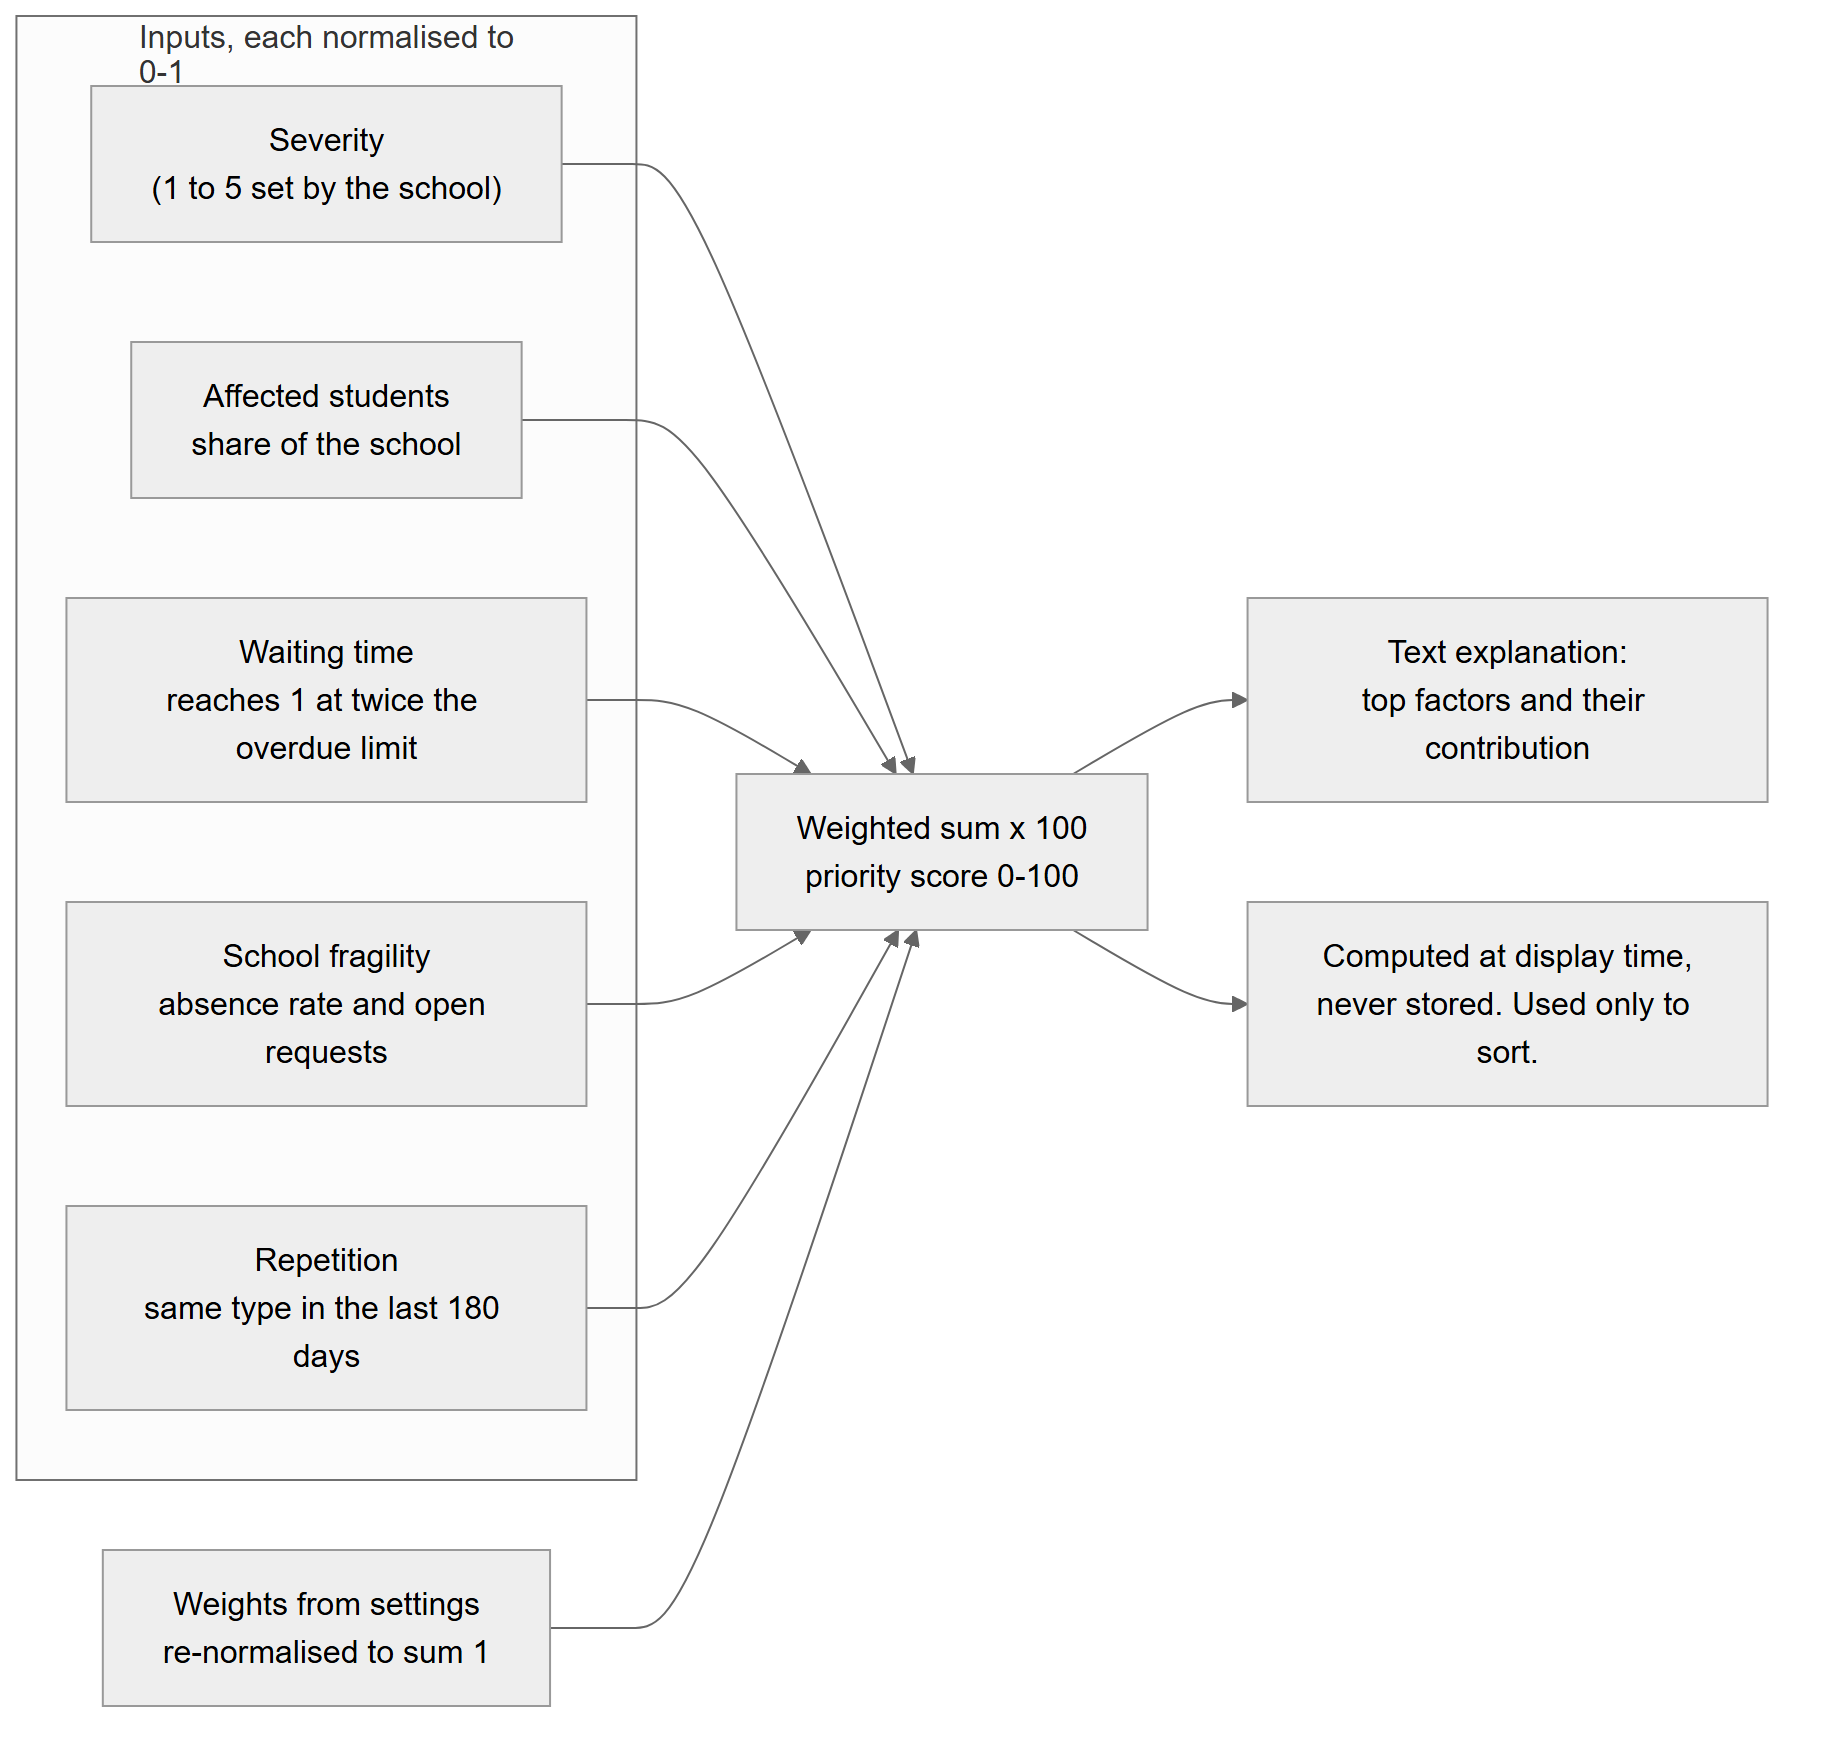 Inputs, each normalised to
0-1
Severity
(1 to 5 set by the school)
Affected students
share of the school
Waiting time
reaches 1 at twice the
overdue limit
School fragility
absence rate and open
requests
Repetition
same type in the last 180
days
Weights from settings
re-normalised to sum 1
Weighted sum x 100
priority score 0-100
Text explanation:
top factors and their
contribution
Computed at display time,
never stored. Used only to
sort.